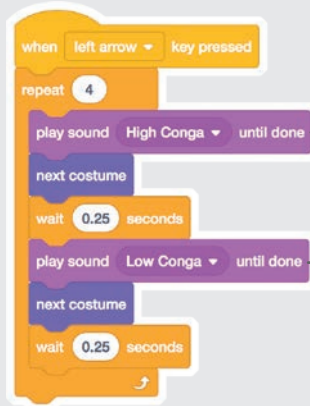 when left arrow key pressed
repeat 4
play sound High Conga until done
next costume
wait 0.25 seconds
play sound Low Conga until done
next costume
wait 0.25 seconds